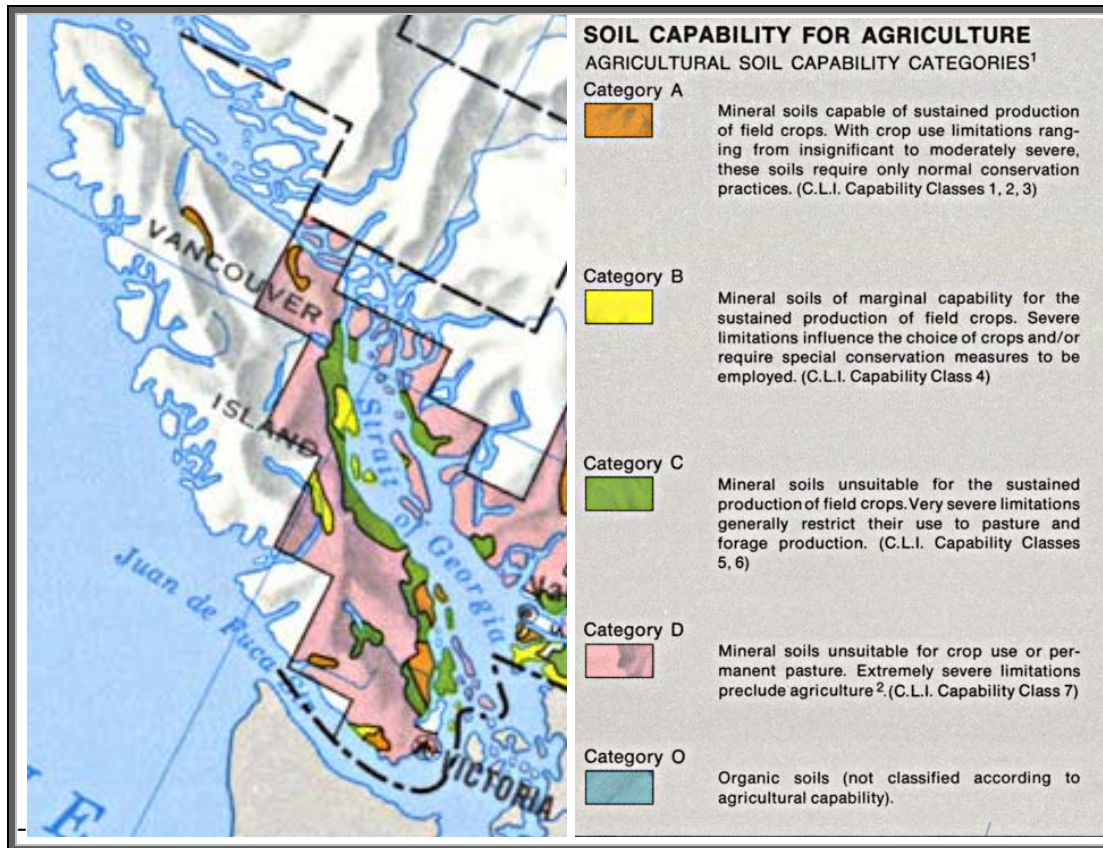 VANCOUVER
ISLAND
Strait
of
Georgia
Juan de Fuca
VICTORIA
E
SOIL CAPABILITY FOR AGRICULTURE
AGRICULTURAL SOIL CAPABILITY CATEGORIES¹
Category A
Mineral soils capable of sustained production
of field crops. With crop use limitations rang-
ing from insignificant to moderately severe,
these soils require only normal conservation
practices. (C.L.I. Capability Classes 1, 2, 3)
Category B
Mineral soils of marginal capability for the
sustained production of field crops. Severe
limitations influence the choice of crops and/or
require special conservation measures to be
employed. (C.L.I. Capability Class 4)
Category C
Mineral soils unsuitable for the sustained
production of field crops. Very severe limitations
generally restrict their use to pasture and
forage production. (C.L.I. Capability Classes
5, 6)
Category D
Mineral soils unsuitable for crop use or per-
manent pasture. Extremely severe limitations
preclude agriculture ². (C.L.I. Capability Class 7)
Category O
Organic soils (not classified according to
agricultural capability).